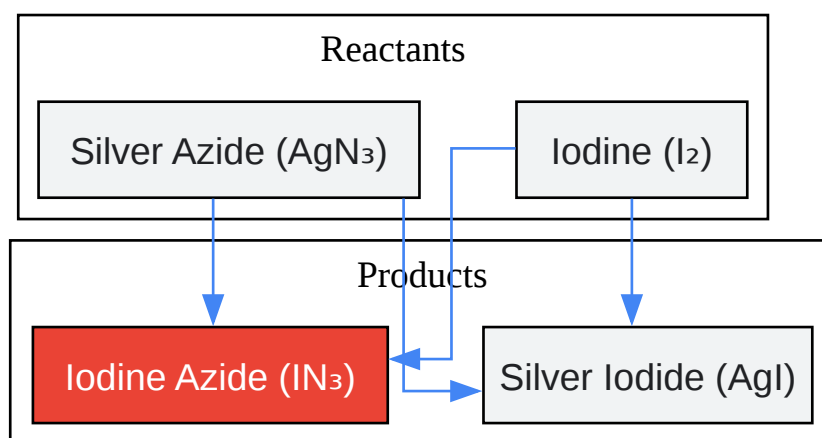 Reactants
Silver Azide (AgN₃)
Iodine (I₂)
Products
Iodine Azide (IN₃)
Silver Iodide (AgI)